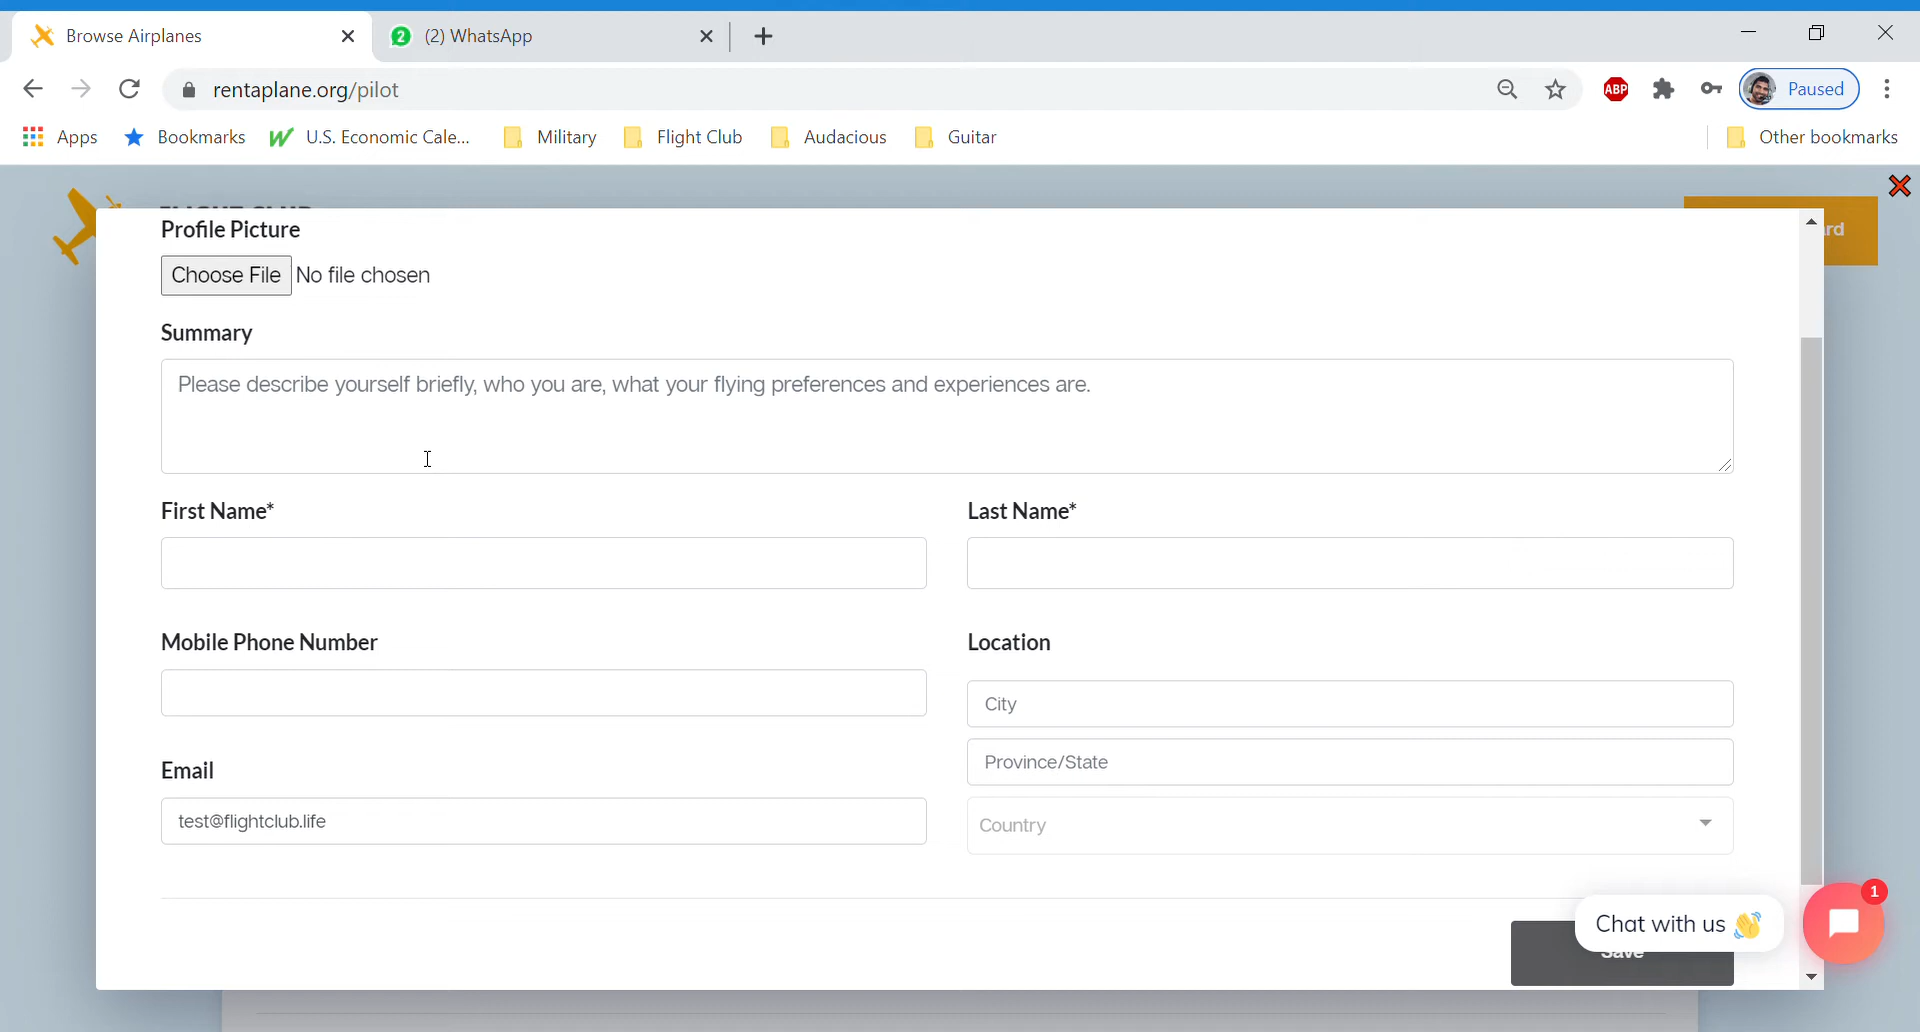 Browse Airplanes
2 (2) WhatsApp
rentaplane.org/pilot
ABP
Paused
Apps
Bookmarks
U.S. Economic Cale...
Military
Flight Club
Audacious
Guitar
Other bookmarks
Profile Picture
Choose File No file chosen
Summary
Please describe yourself briefly, who you are, what your flying preferences and experiences are.
First Name*
Last Name*
Mobile Phone Number
Location
City
Province/State
Email
test@flightclub.life
Country
1
Chat with us 👋
Save